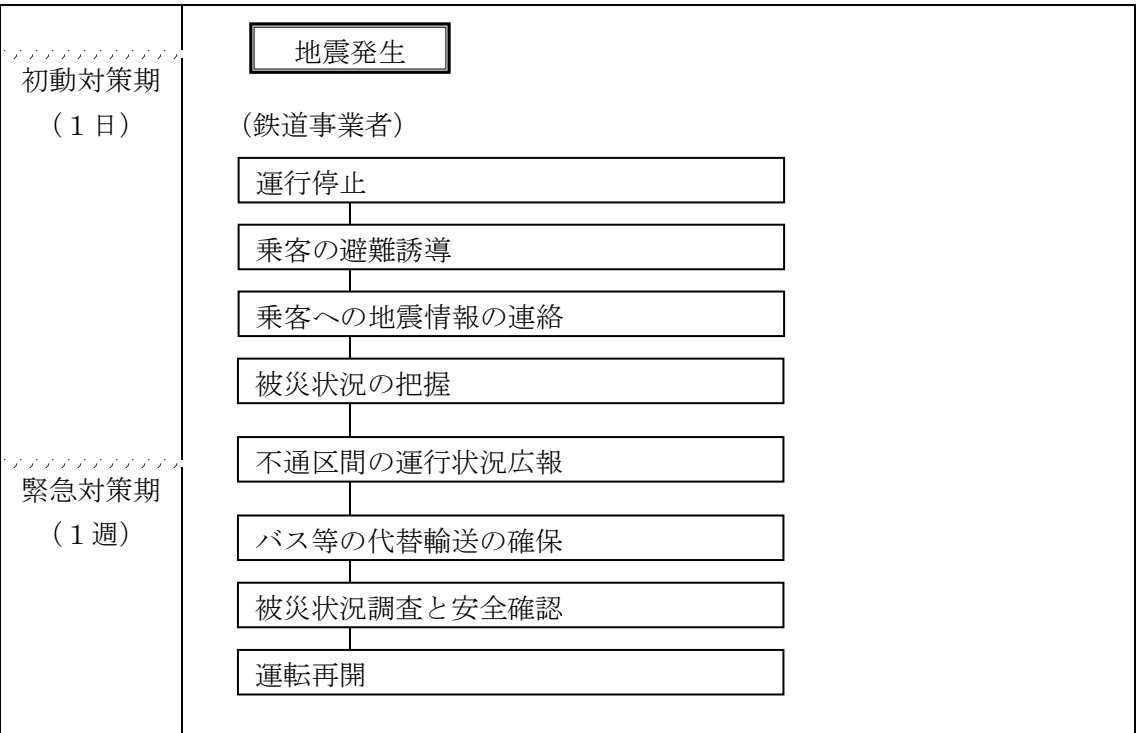 地震発生
初動対策期
（１日）
（鉄道事業者）
運行停止
乗客の避難誘導
乗客への地震情報の連絡
被災状況の把握
不通区間の運行状況広報
緊急対策期
（１週）
バス等の代替輸送の確保
被災状況調査と安全確認
運転再開